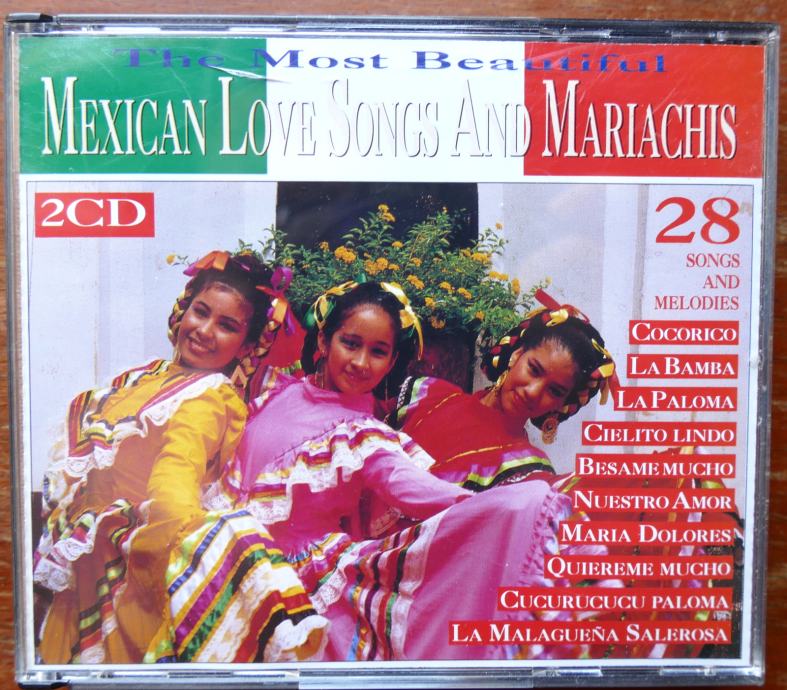 The Most Beautiful
MEXICAN LOVE SONGS AND MARIACHIS
2CD
28
SONGS
AND
MELODIES
COCORICO
LA BAMBA
LA PALOMA
CIELITO LINDO
BESAME MUCHO
NUESTRO AMOR
MARIA DOLORES
QUIEREME MUCHO
CUCURUCUCU PALOMA
LA MALAGUEÑA SALEROSA